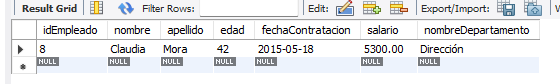 Result Grid Filter Rows: Edit: Export/Import:
idEmpleado nombre apellido edad fechaContratacion salario nombreDepartamento
8 Claudia Mora 42 2015-05-18 5300.00 Dirección
NULL NULL NULL NULL NULL NULL NULL